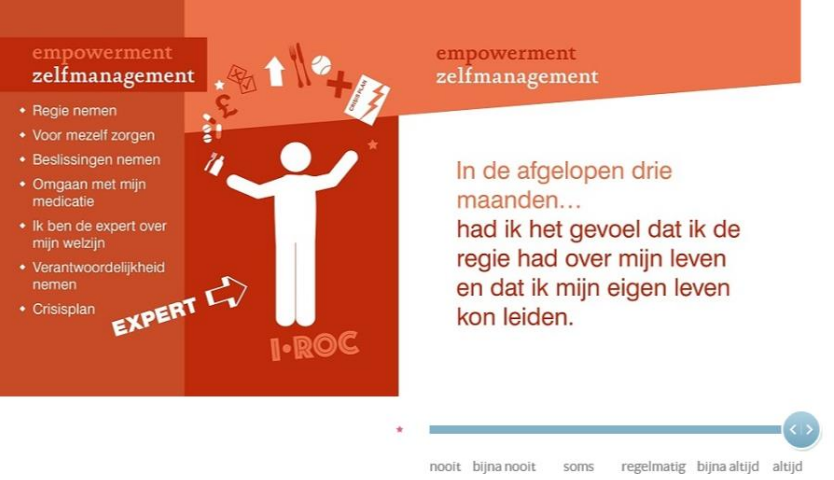 empowerment
zelfmanagement
• Regie nemen
• Voor mezelf zorgen
• Beslissingen nemen
• Omgaan met mijn
medicatie
• Ik ben de expert over
mijn welzijn
• Verantwoordelijkheid
nemen
• Crisisplan
£
CRISIS PLAN
EXPERT
I•ROC
empowerment
zelfmanagement
In de afgelopen drie
maanden…
had ik het gevoel dat ik de
regie had over mijn leven
en dat ik mijn eigen leven
kon leiden.
nooit bijna nooit soms regelmatig bijna altijd altijd